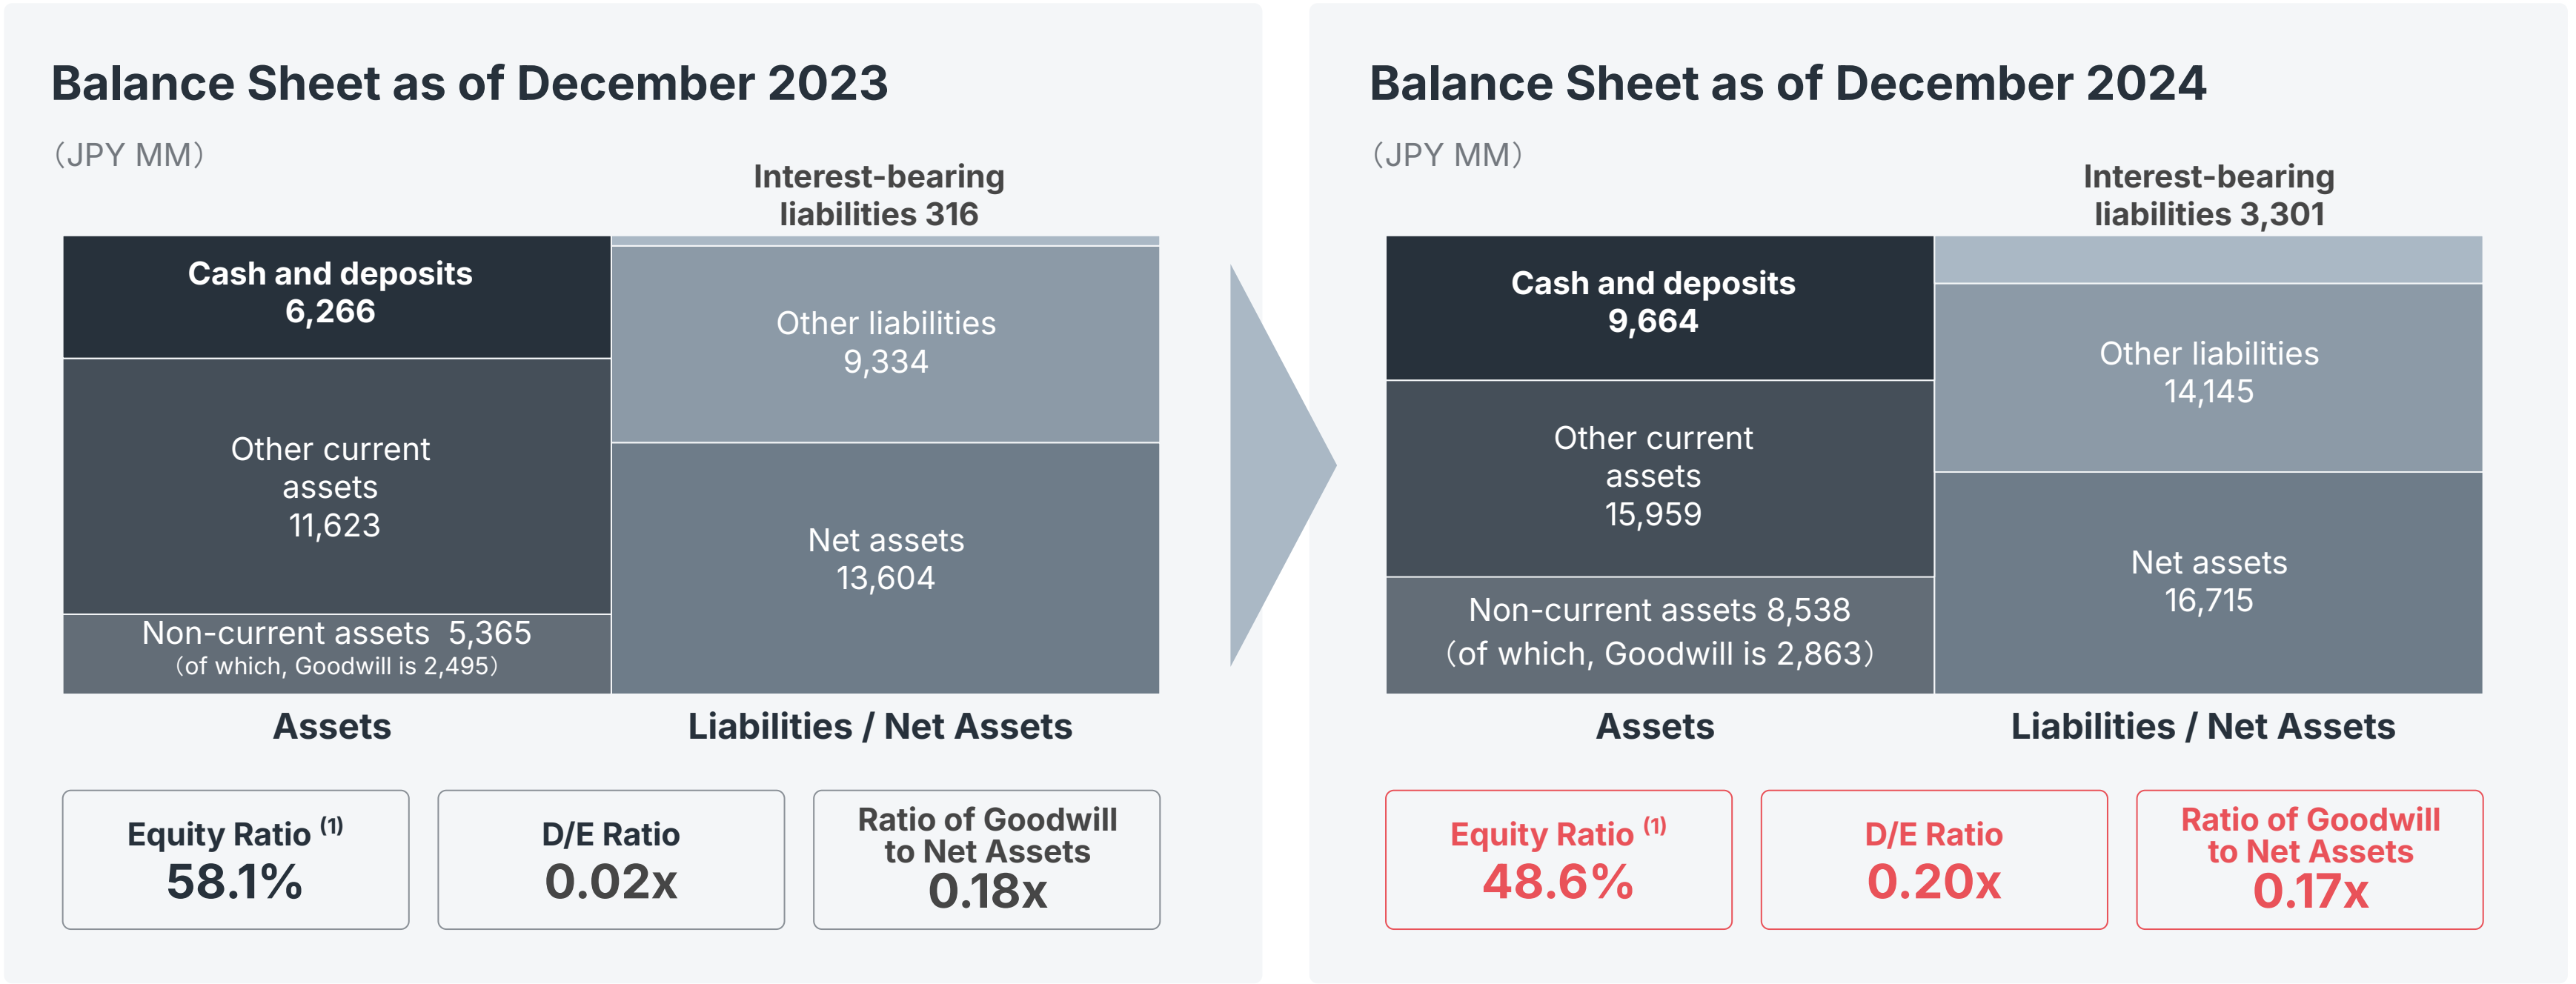 Balance Sheet as of December 2023
（JPY MM）
Interest-bearing
liabilities 316
Cash and deposits
6,266
Other current
assets
11,623
Non-current assets 5,365
（of which, Goodwill is 2,495）
Other liabilities
9,334
Net assets
13,604
Assets
Liabilities / Net Assets
Equity Ratio (1)
58.1%
D/E Ratio
0.02x
Ratio of Goodwill
to Net Assets
0.18x
Balance Sheet as of December 2024
（JPY MM）
Interest-bearing
liabilities 3,301
Cash and deposits
9,664
Other current
assets
15,959
Non-current assets 8,538
（of which, Goodwill is 2,863）
Other liabilities
14,145
Net assets
16,715
Assets
Liabilities / Net Assets
Equity Ratio (1)
48.6%
D/E Ratio
0.20x
Ratio of Goodwill
to Net Assets
0.17x